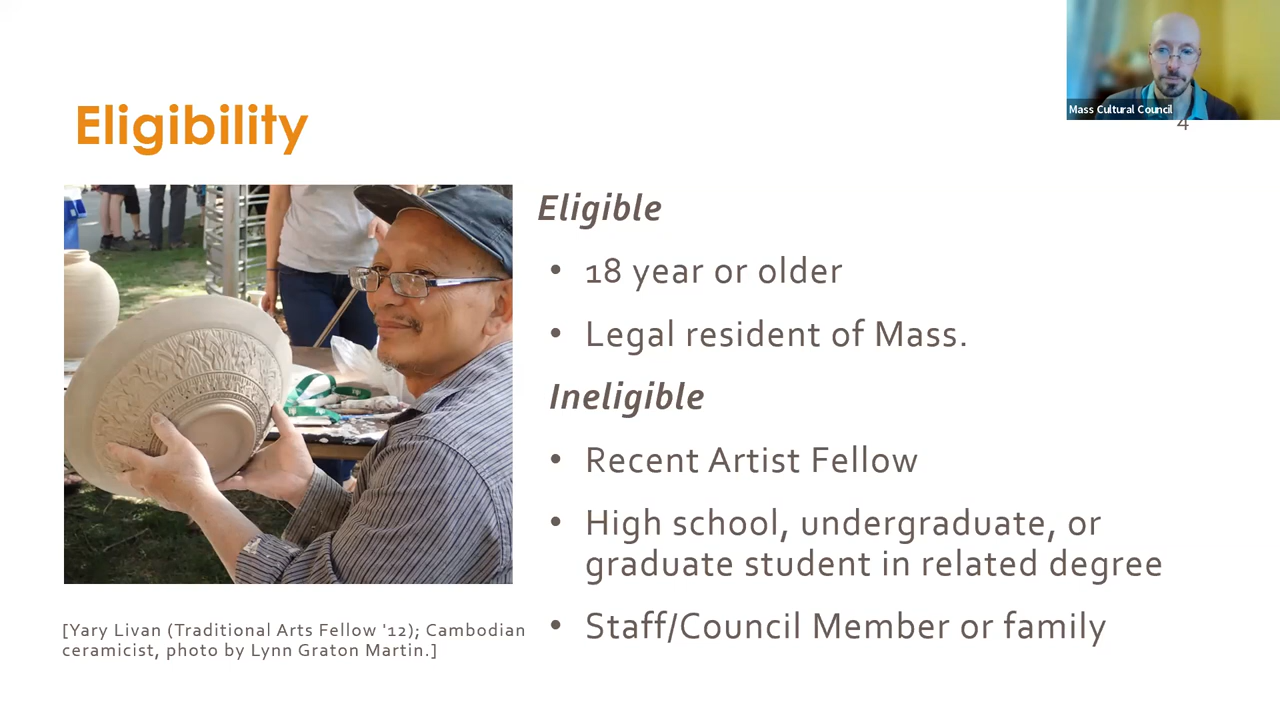 Mass Cultural Council
4
Eligibility
Eligible
• 18 year or older
• Legal resident of Mass.
Ineligible
• Recent Artist Fellow
• High school, undergraduate, or
graduate student in related degree
• Staff/Council Member or family
[Yary Livan (Traditional Arts Fellow '12); Cambodian
ceramicist, photo by Lynn Graton Martin.]